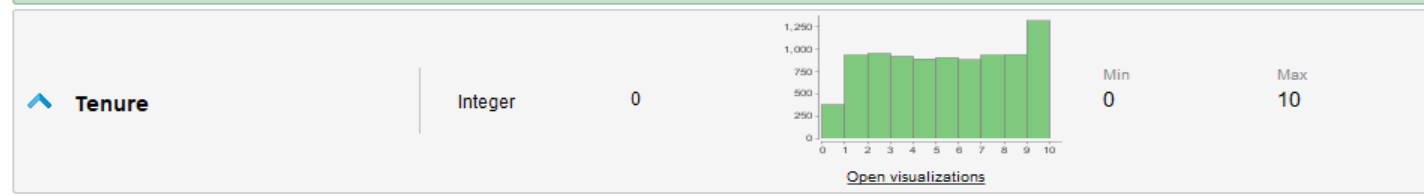 Tenure
Integer
0
1,250
1,000
750
500
250
0
0 1 2 3 4 5 6 7 8 9 10
Open visualizations
Min
0
Max
10